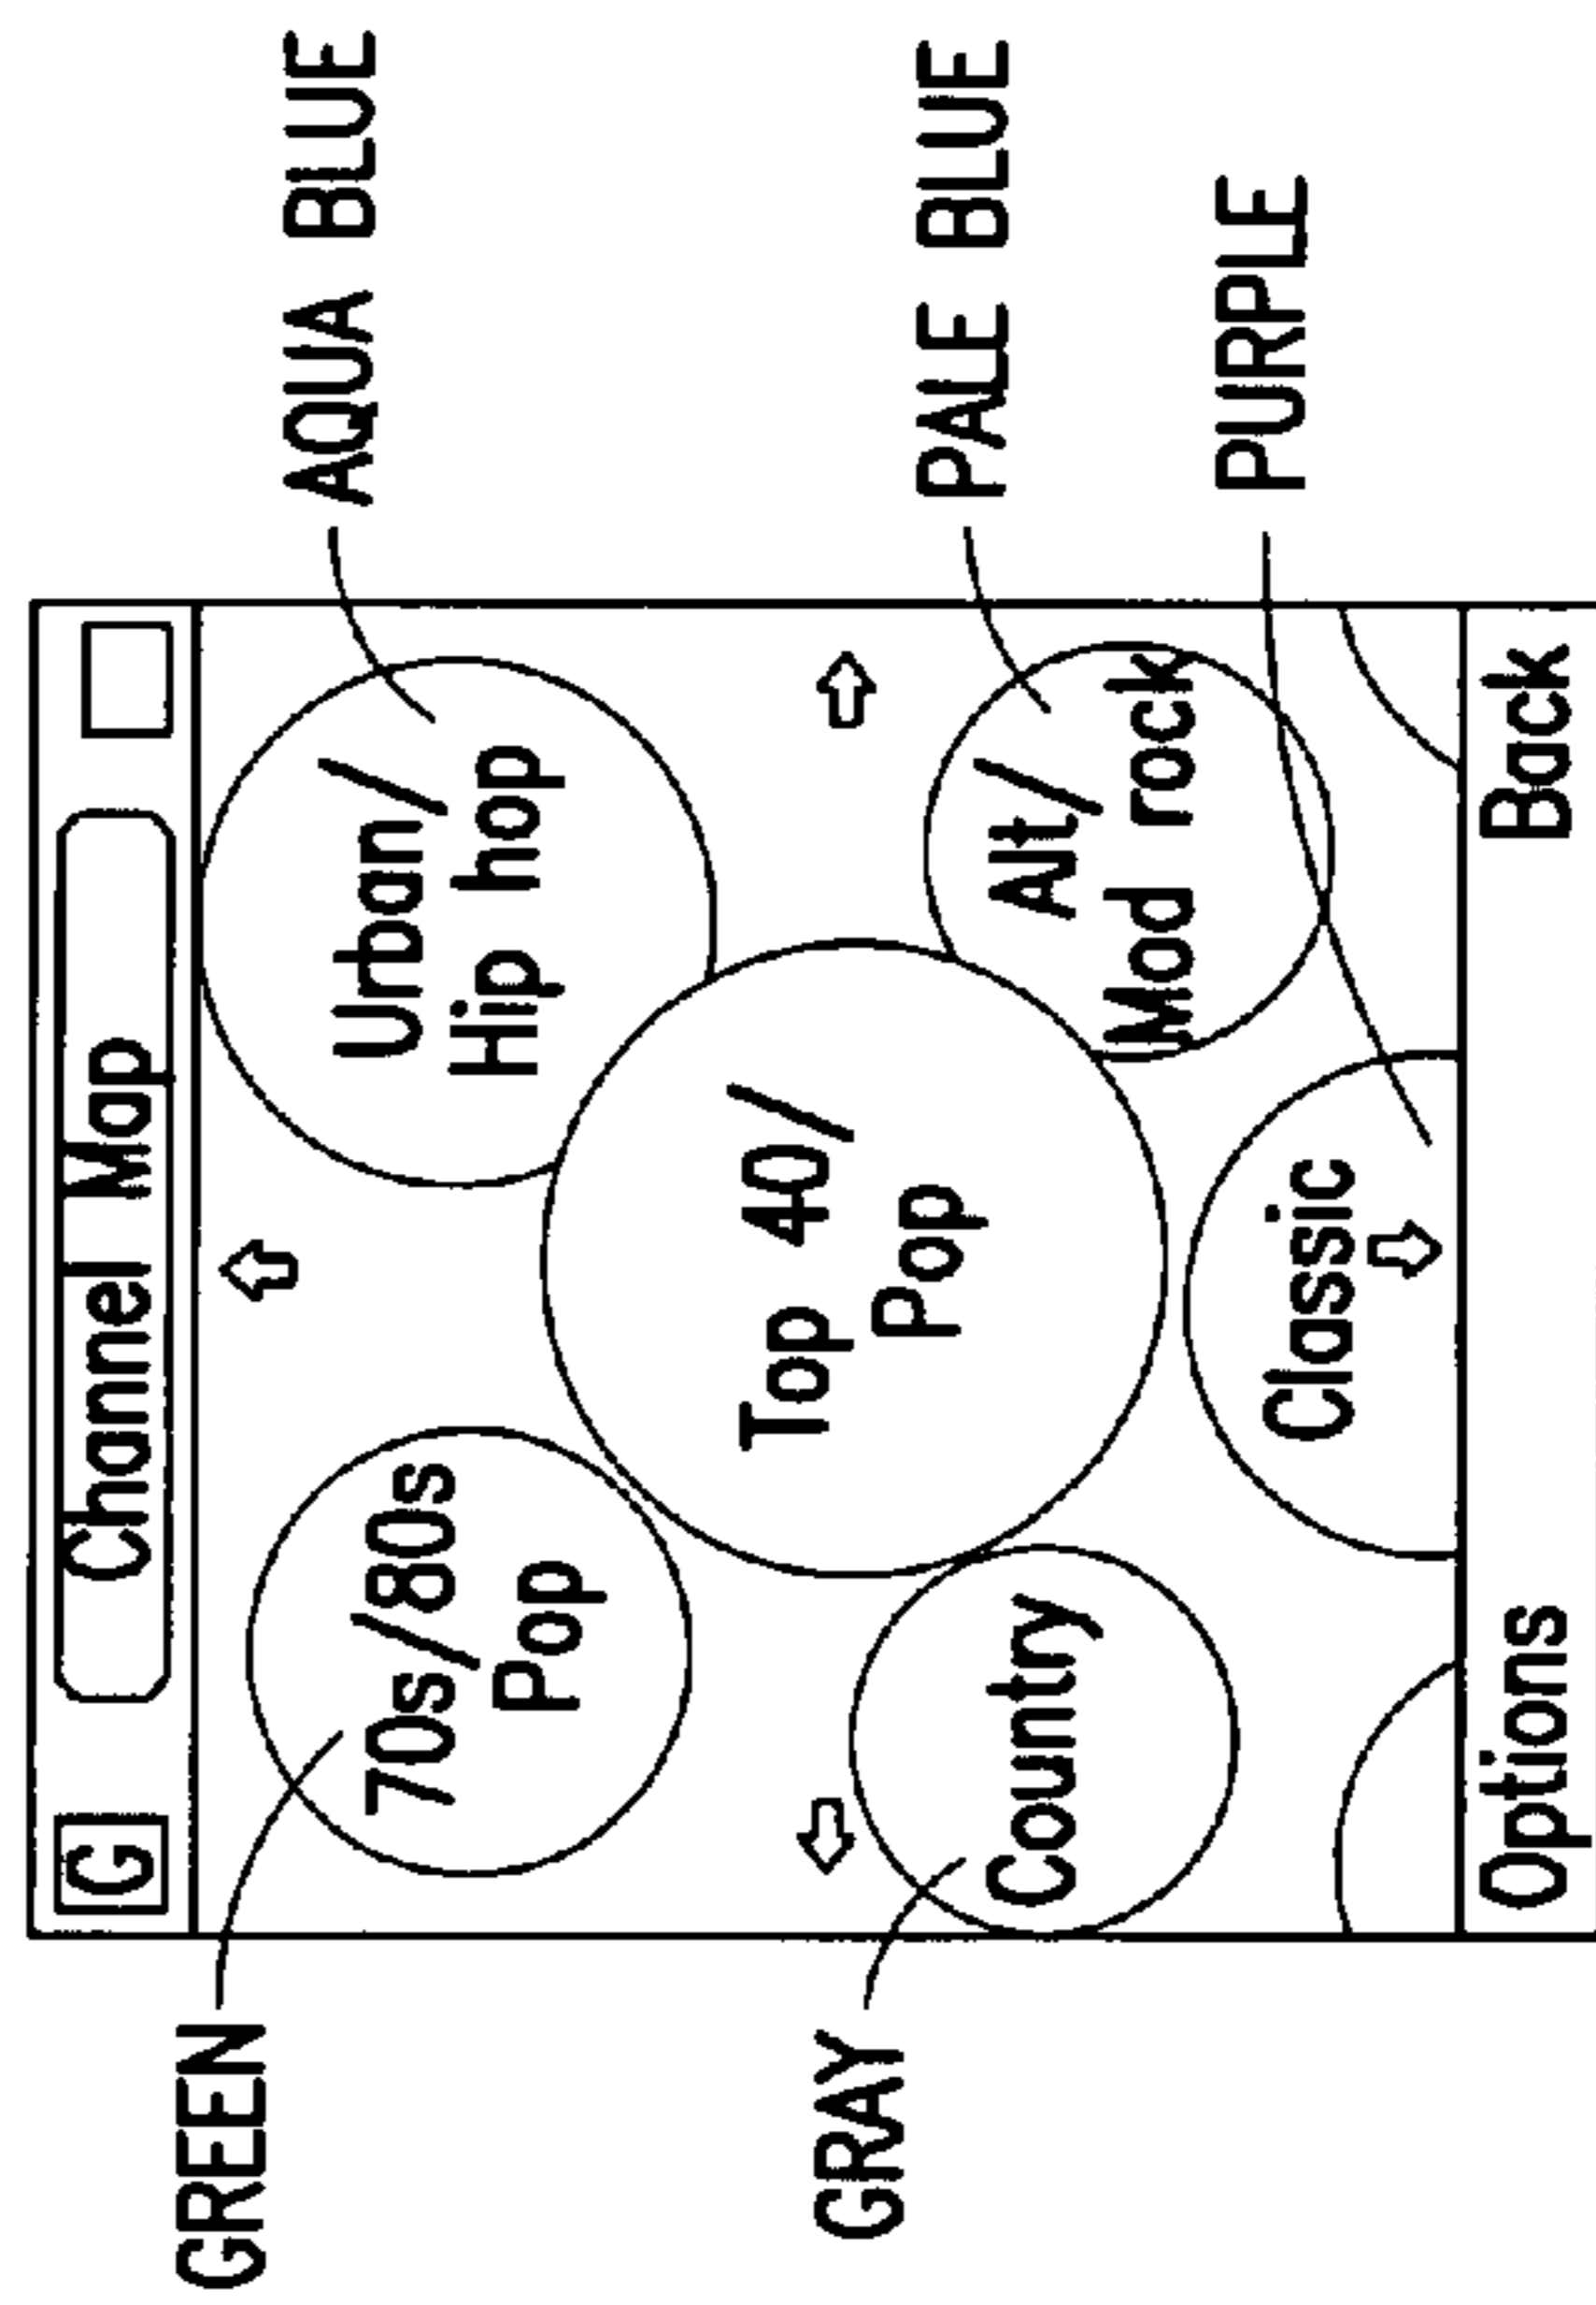 G
Channel Map
GREEN
AQUA BLUE
70s/80s
Pop
Urban/
Hip hop
Top 40/
Pop
GRAY
PALE BLUE
Country
Alt/
Mod rock
PURPLE
Classic
Options
Back